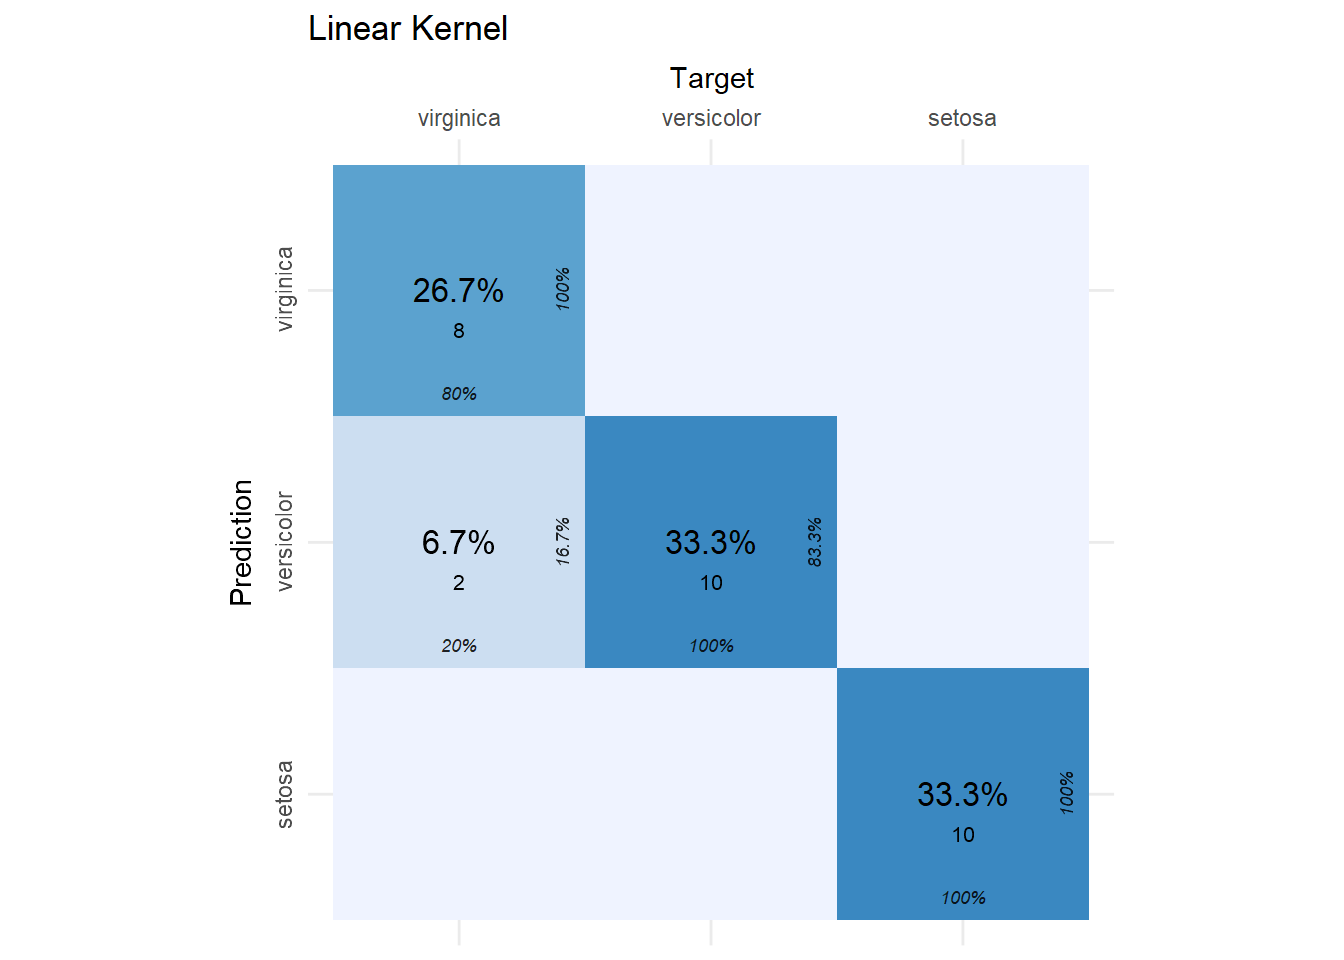 Linear Kernel
Target
virginica versicolor setosa
Prediction
virginica
26.7%
8
80%
100%
versicolor
6.7%
2
20%
16.7%
33.3%
10
100%
83.3%
setosa
33.3%
10
100%
100%